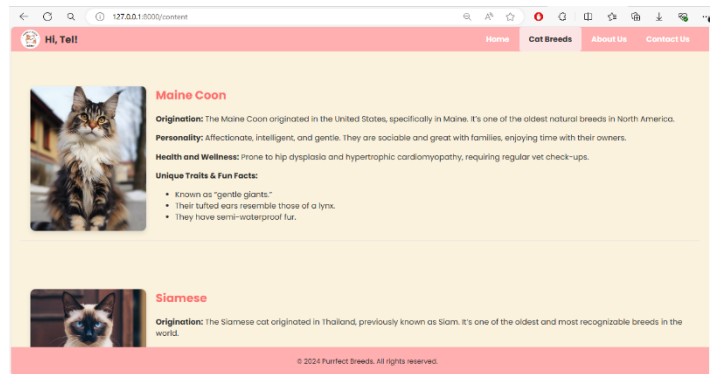 127.0.0.1:8000/content
Hi, Tel!
Home
Cat Breeds
About Us
Contact Us
Maine Coon
Origination: The Maine Coon originated in the United States, specifically in Maine. It's one of the oldest natural breeds in North America.
Personality: Affectionate, intelligent, and gentle. They are sociable and great with families, enjoying time with their owners.
Health and Wellness: Prone to hip dysplasia and hypertrophic cardiomyopathy, requiring regular vet check-ups.
Unique Traits & Fun Facts:
• Known as “gentle giants.”
• Their tufted ears resemble those of a lynx.
• They have semi-waterproof fur.
Siamese
Origination: The Siamese cat originated in Thailand, previously known as Siam. It's one of the oldest and most recognizable breeds in the
world.
© 2024 Purrfect Breeds. All rights reserved.